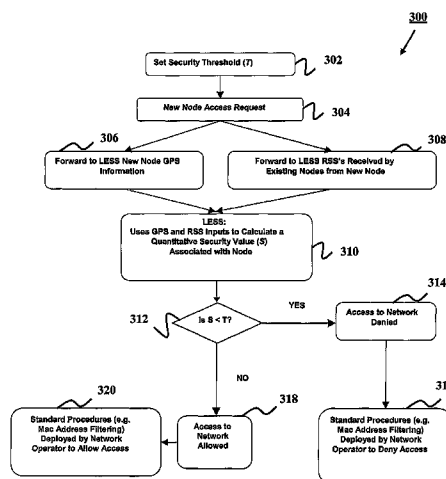 300
Set Security Threshold (T)
302
New Node Access Request
304
306
308
Forward to LESS New Node GPS
Information
Forward to LESS RSS's Received by
Existing Nodes from New Node
LESS:
Uses GPS and RSS Inputs to Calculate a
Quantitative Security Value (S)
Associated with Node
310
312
Is S < T?
YES
314
Access to Network
Denied
NO
320
318
31
Standard Procedures (e.g.
Mac Address Filtering)
Deployed by Network
Operator to Allow Access
Access to
Network
Allowed
Standard Procedures (e.g.
Mac Address Filtering)
Deployed by Network
Operator to Deny Access